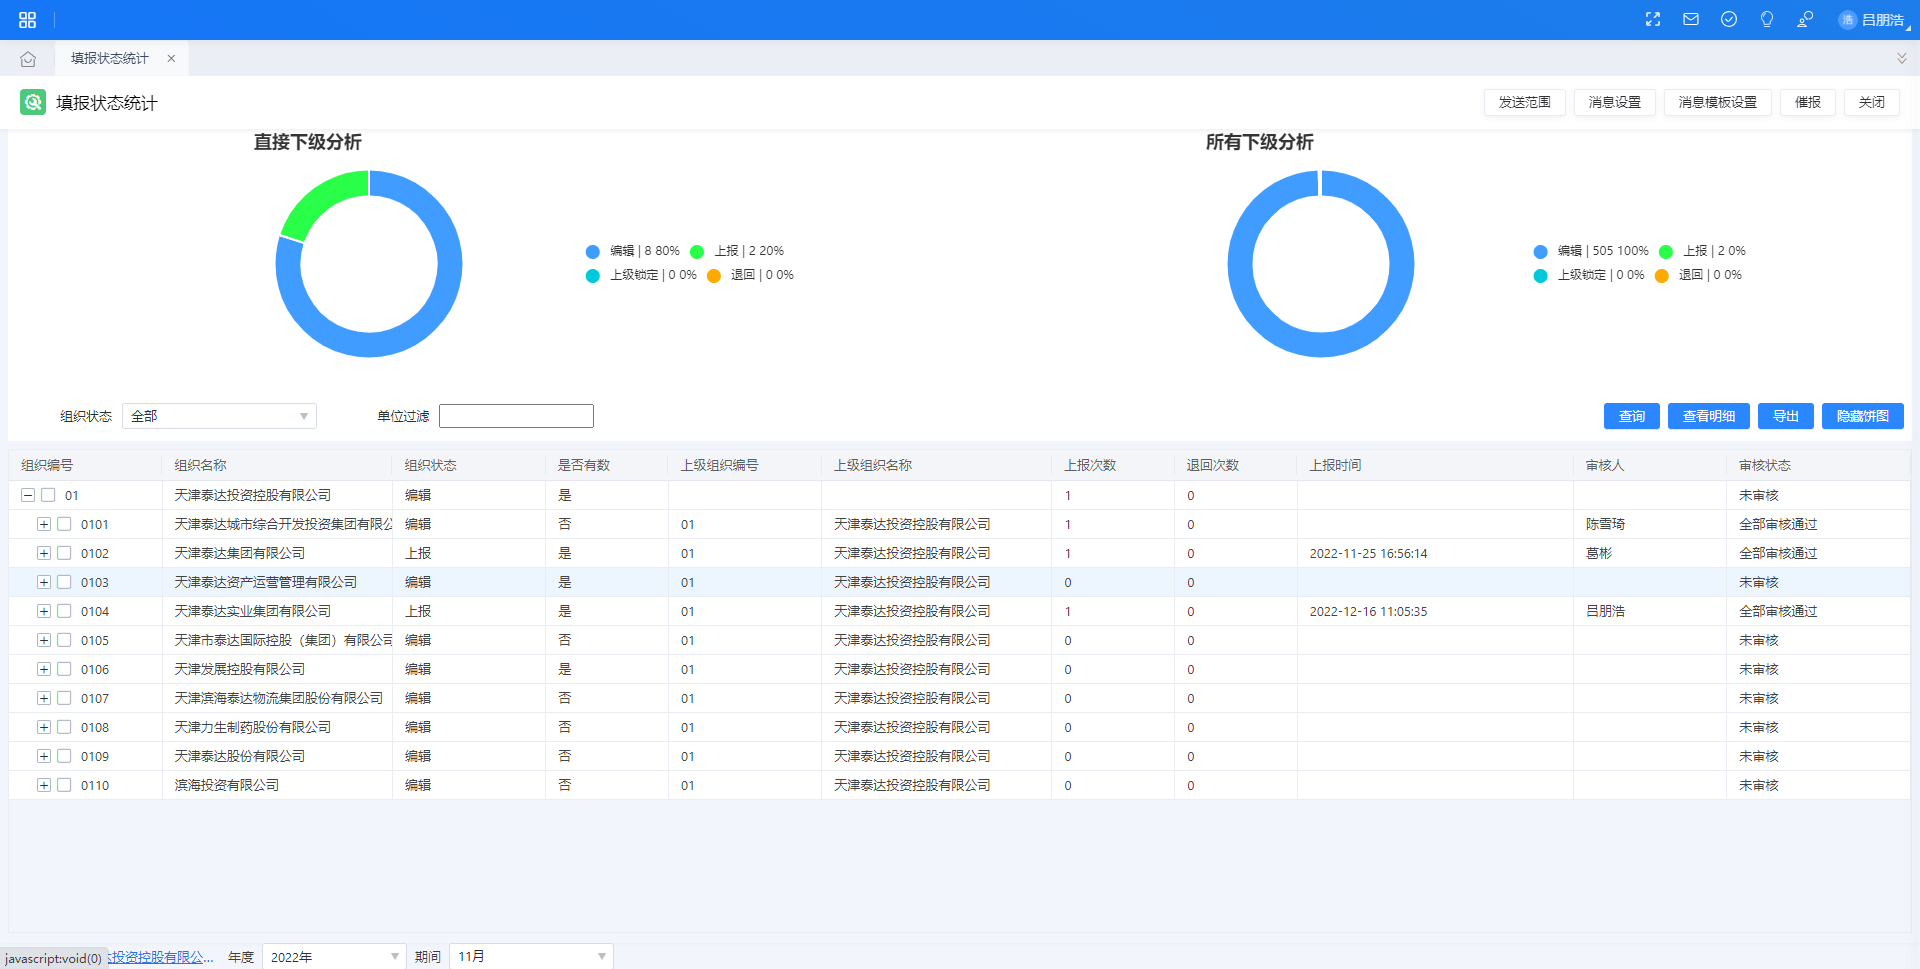 浩 吕朋浩
填报状态统计
填报状态统计 发送范围 消息设置 消息模板设置 催报 关闭
直接下级分析 所有下级分析
编辑 | 8 80% 上报 | 2 20% 编辑 | 505 100% 上报 | 2 0%
上级锁定 | 0 0% 退回 | 0 0% 上级锁定 | 0 0% 退回 | 0 0%
组织状态 全部 单位过滤 查询 查看明细 导出 隐藏饼图
组织编号 组织名称 组织状态 是否有数 上级组织编号 上级组织名称 上报次数 退回次数 上报时间 审核人 审核状态
01 天津泰达投资控股有限公司 编辑 是 1 0 未审核
0101 天津泰达城市综合开发投资集团有限公 编辑 否 01 天津泰达投资控股有限公司 1 0 陈雪琦 全部审核通过
0102 天津泰达集团有限公司 上报 是 01 天津泰达投资控股有限公司 1 0 2022-11-25 16:56:14 葛彬 全部审核通过
0103 天津泰达资产运营管理有限公司 编辑 是 01 天津泰达投资控股有限公司 0 0 未审核
0104 天津泰达实业集团有限公司 上报 是 01 天津泰达投资控股有限公司 1 0 2022-12-16 11:05:35 吕朋浩 全部审核通过
0105 天津市泰达国际控股（集团）有限公司 编辑 否 01 天津泰达投资控股有限公司 0 0 未审核
0106 天津发展控股有限公司 编辑 是 01 天津泰达投资控股有限公司 0 0 未审核
0107 天津滨海泰达物流集团股份有限公司 编辑 否 01 天津泰达投资控股有限公司 0 0 未审核
0108 天津力生制药股份有限公司 编辑 否 01 天津泰达投资控股有限公司 0 0 未审核
0109 天津泰达股份有限公司 编辑 否 01 天津泰达投资控股有限公司 0 0 未审核
0110 滨海投资有限公司 编辑 否 01 天津泰达投资控股有限公司 0 0 未审核
javascript:void(0) 投资控股有限公... 年度 2022年 期间 11月